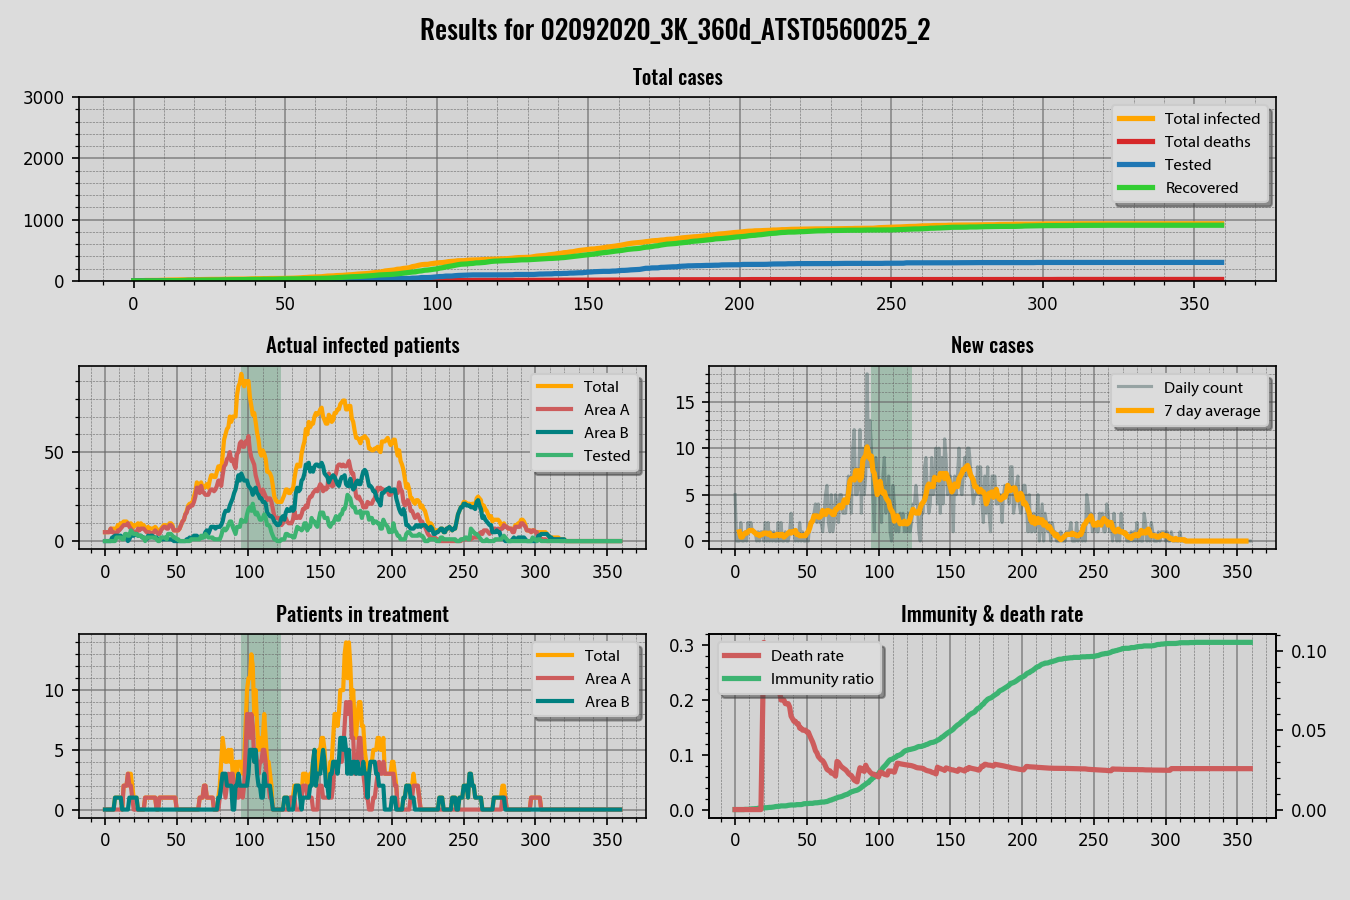 Results for 02092020_3K_360d_ATST0560025_2
Total cases
3000
2000
1000
0
Total infected
Total deaths
Tested
Recovered
0 50 100 150 200 250 300 350
Actual infected patients
50
0
Total
Area A
Area B
Tested
0 50 100 150 200 250 300 350
New cases
15
10
5
0
Daily count
7 day average
0 50 100 150 200 250 300 350
Patients in treatment
10
5
0
Total
Area A
Area B
0 50 100 150 200 250 300 350
Immunity & death rate
0.3
0.2
0.1
0.0
Death rate
Immunity ratio
0.10
0.05
0.00
0 50 100 150 200 250 300 350